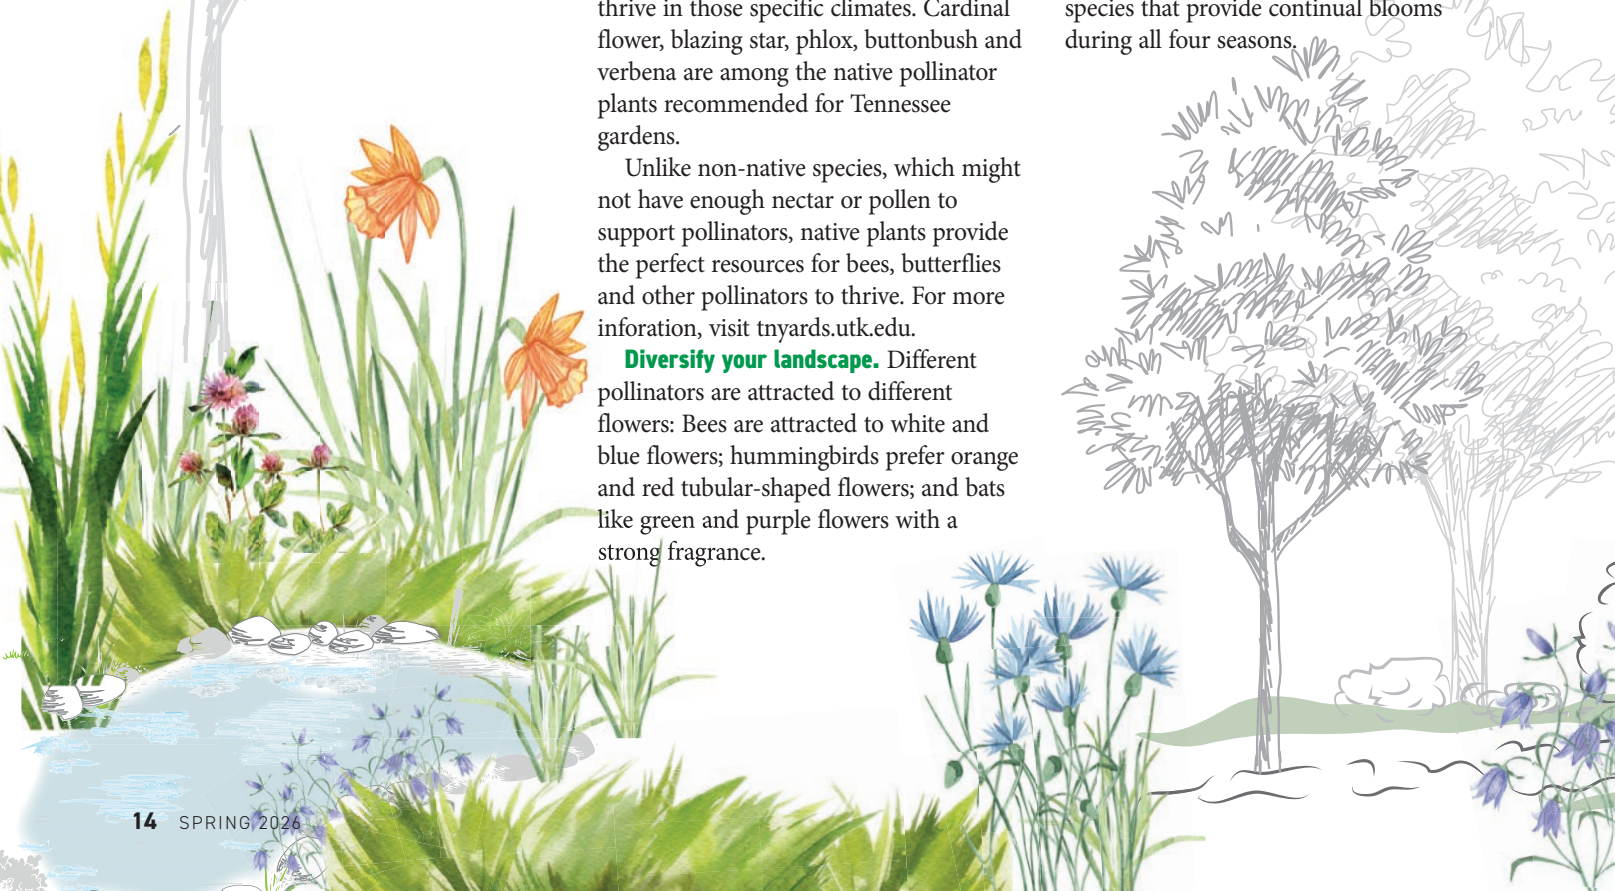 thrive in those specific climates. Cardinal
flower, blazing star, phlox, buttonbush and
verbena are among the native pollinator
plants recommended for Tennessee
gardens.
Unlike non-native species, which might
not have enough nectar or pollen to
support pollinators, native plants provide
the perfect resources for bees, butterflies
and other pollinators to thrive. For more
inforation, visit tnyards.utk.edu.
Diversify your landscape. Different
pollinators are attracted to different
flowers: Bees are attracted to white and
blue flowers; hummingbirds prefer orange
and red tubular-shaped flowers; and bats
like green and purple flowers with a
strong fragrance.
species that provide continual blooms
during all four seasons.
14 SPRING 2026